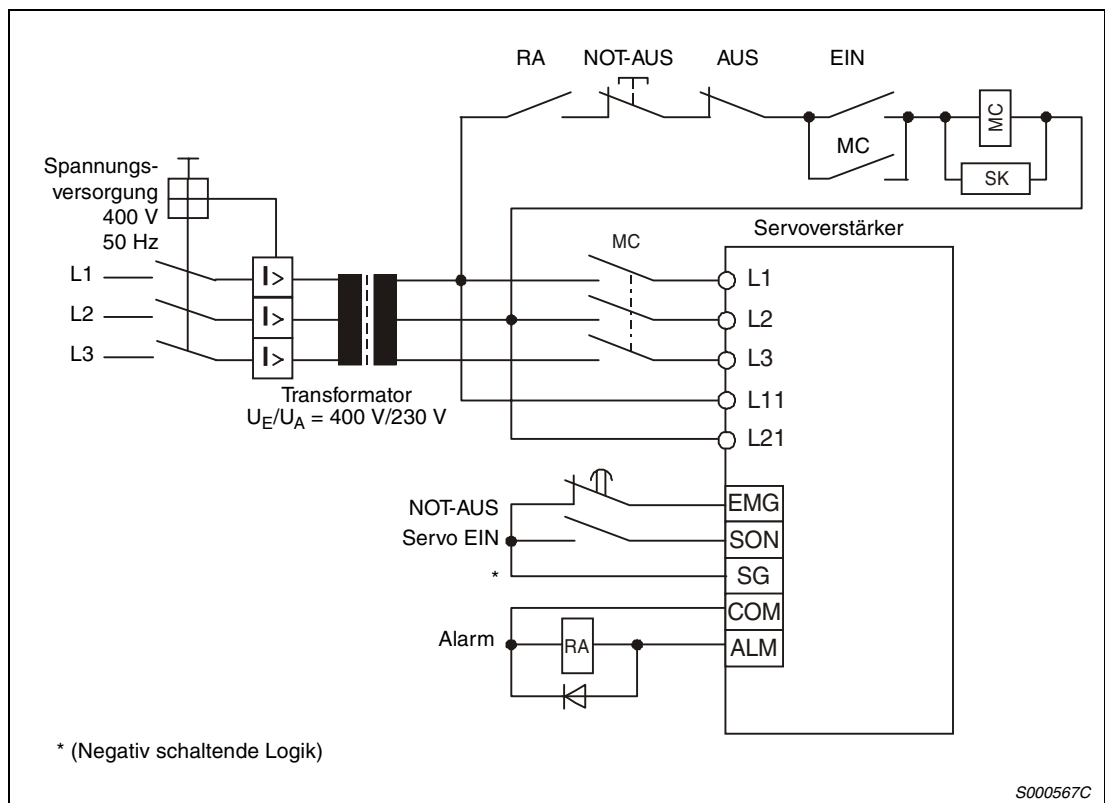 RA NOT-AUS AUS EIN
MC
MC
SK
Spannungs-
versorgung
400 V
50 Hz
Servoverstärker
MC
L1 I> L1
L2 I> L2
L3 I> L3
Transformator
UE/UA = 400 V/230 V
L11
L21
NOT-AUS EMG
Servo EIN SON
* SG
COM
Alarm RA ALM
* (Negativ schaltende Logik)
S000567C